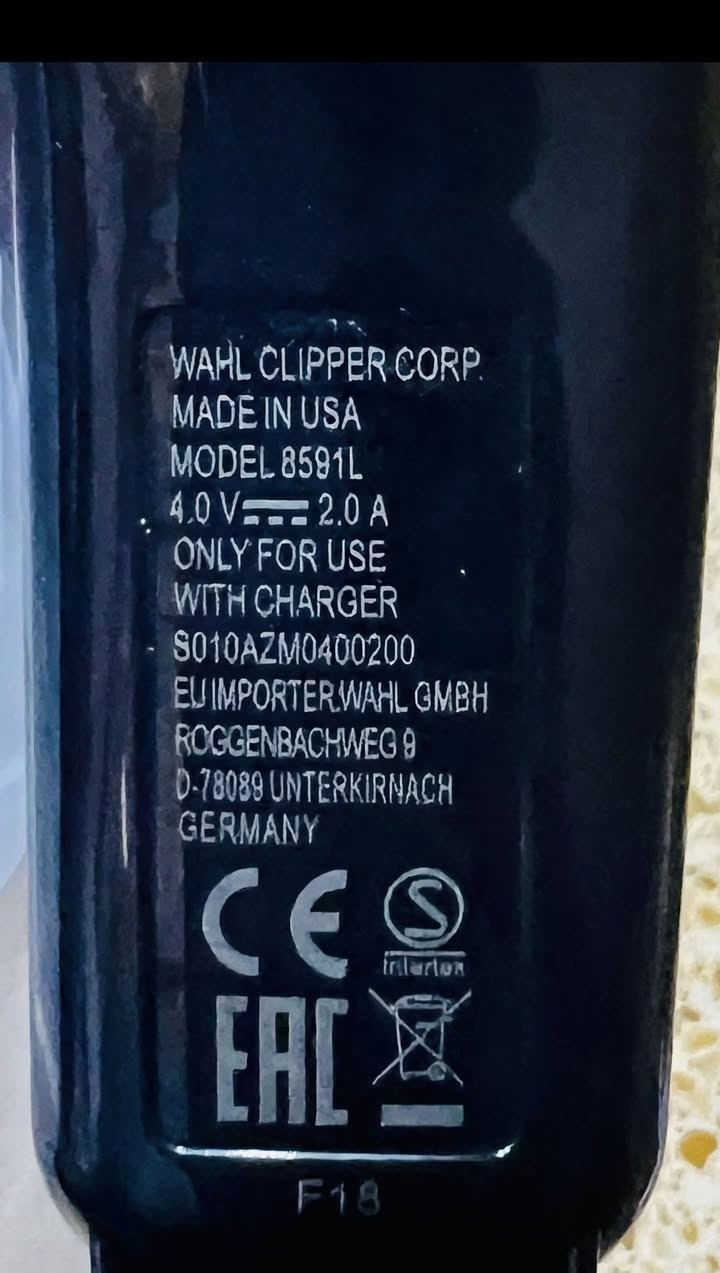 WAHL CLIPPER CORP.
MADE IN USA
MODEL 8591L
4.0 V⎓2.0 A
ONLY FOR USE
WITH CHARGER
S010AZM0400200
EU IMPORTER:WAHL GMBH
ROGGENBACHWEG 9
D-78089 UNTERKIRNACH
GERMANY
CE S
Intertek
EAC
F18